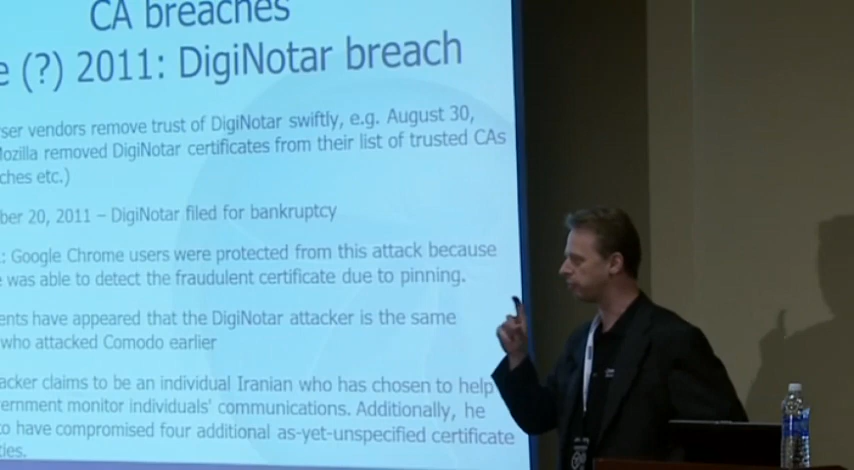 CA breaches
e (?) 2011: DigiNotar breach
ser vendors remove trust of DigiNotar swiftly, e.g. August 30,
ozilla removed DigiNotar certificates from their list of trusted CAs
ches etc.)
ber 20, 2011 – DigiNotar filed for bankruptcy
: Google Chrome users were protected from this attack because
was able to detect the fraudulent certificate due to pinning.
ents have appeared that the DigiNotar attacker is the same
who attacked Comodo earlier
acker claims to be an individual Iranian who has chosen to help
ernment monitor individuals' communications. Additionally, he
o have compromised four additional as-yet-unspecified certificate
ties.